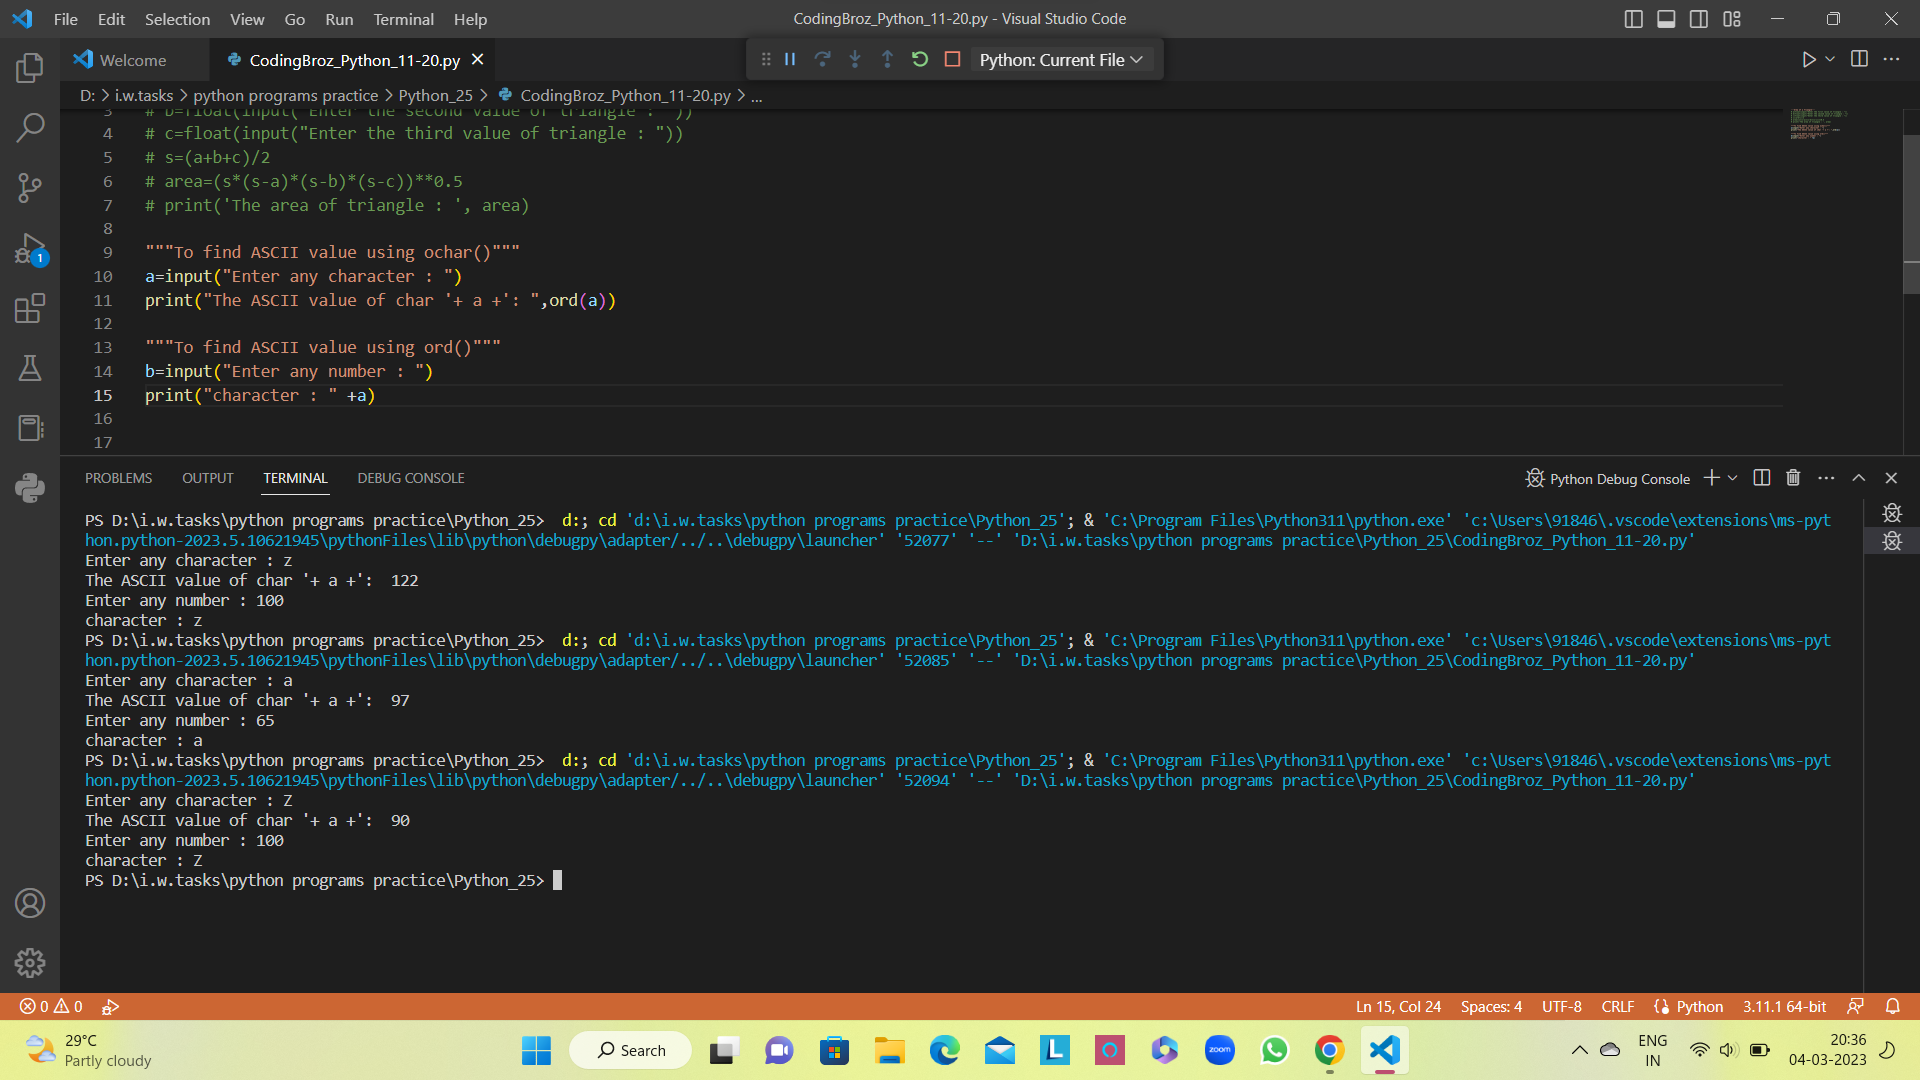 File Edit Selection View Go Run Terminal Help
CodingBroz_Python_11-20.py - Visual Studio Code
Welcome
CodingBroz_Python_11-20.py
Python: Current File
D: > i.w.tasks > python programs practice > Python_25 > CodingBroz_Python_11-20.py > ...
3 # b=float(input("Enter the second value of triangle : "))
4 # c=float(input("Enter the third value of triangle : "))
5 # s=(a+b+c)/2
6 # area=(s*(s-a)*(s-b)*(s-c))**0.5
7 # print('The area of triangle : ', area)
8
9 """To find ASCII value using ochar()"""
10 a=input("Enter any character : ")
11 print("The ASCII value of char '+ a +': ",ord(a))
12
13 """To find ASCII value using ord()"""
14 b=input("Enter any number : ")
15 print("character : " +a)
16
17
1
PROBLEMS OUTPUT TERMINAL DEBUG CONSOLE
Python Debug Console
PS D:\i.w.tasks\python programs practice\Python_25>  d:; cd 'd:\i.w.tasks\python programs practice\Python_25'; & 'C:\Program Files\Python311\python.exe' 'c:\Users\91846\.vscode\extensions\ms-pyt
hon.python-2023.5.10621945\pythonFiles\lib\python\debugpy\adapter/../..\debugpy\launcher' '52077' '--' 'D:\i.w.tasks\python programs practice\Python_25\CodingBroz_Python_11-20.py'
Enter any character : z
The ASCII value of char '+ a +':  122
Enter any number : 100
character : z
PS D:\i.w.tasks\python programs practice\Python_25>  d:; cd 'd:\i.w.tasks\python programs practice\Python_25'; & 'C:\Program Files\Python311\python.exe' 'c:\Users\91846\.vscode\extensions\ms-pyt
hon.python-2023.5.10621945\pythonFiles\lib\python\debugpy\adapter/../..\debugpy\launcher' '52085' '--' 'D:\i.w.tasks\python programs practice\Python_25\CodingBroz_Python_11-20.py'
Enter any character : a
The ASCII value of char '+ a +':  97
Enter any number : 65
character : a
PS D:\i.w.tasks\python programs practice\Python_25>  d:; cd 'd:\i.w.tasks\python programs practice\Python_25'; & 'C:\Program Files\Python311\python.exe' 'c:\Users\91846\.vscode\extensions\ms-pyt
hon.python-2023.5.10621945\pythonFiles\lib\python\debugpy\adapter/../..\debugpy\launcher' '52094' '--' 'D:\i.w.tasks\python programs practice\Python_25\CodingBroz_Python_11-20.py'
Enter any character : Z
The ASCII value of char '+ a +':  90
Enter any number : 100
character : Z
PS D:\i.w.tasks\python programs practice\Python_25>
0 0
Ln 15, Col 24 Spaces: 4 UTF-8 CRLF Python 3.11.1 64-bit
29°C
Partly cloudy
Search
L
zoom
ENG
IN
20:36
04-03-2023